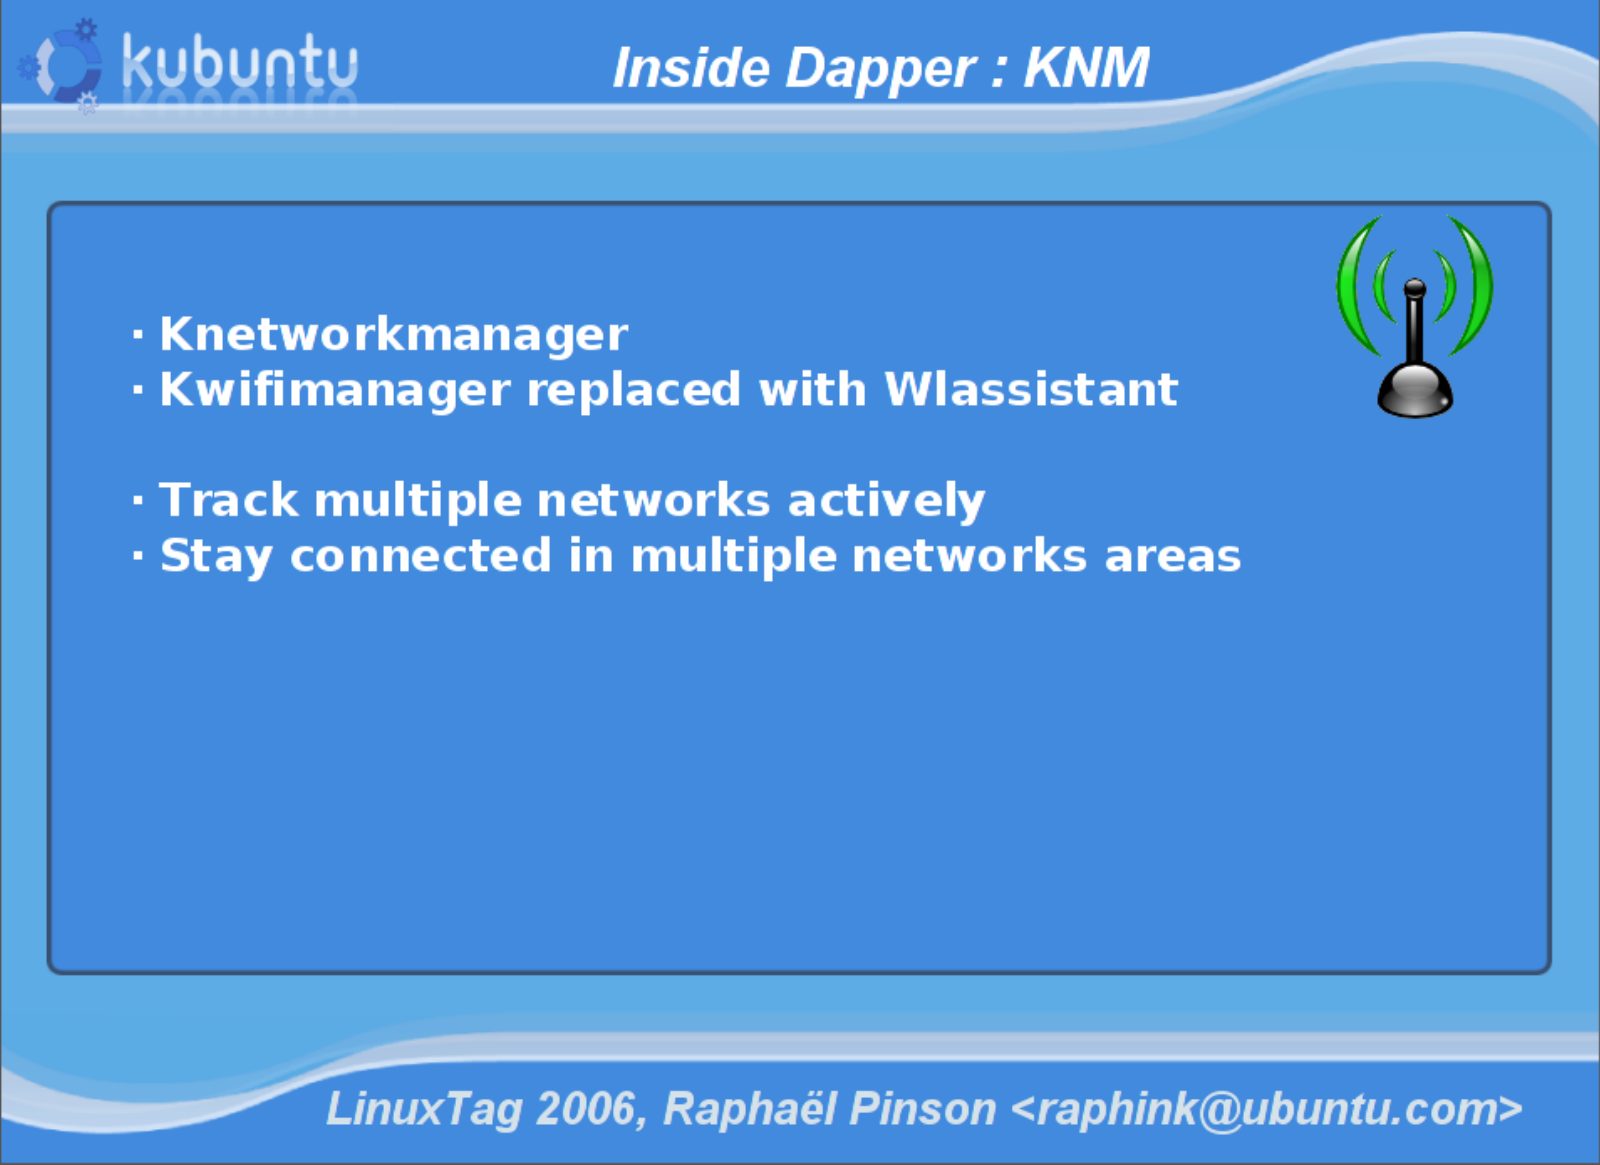 kubuntu
Inside Dapper : KNM
· Knetworkmanager
· Kwifimanager replaced with Wlassistant
· Track multiple networks actively
· Stay connected in multiple networks areas
LinuxTag 2006, Raphaël Pinson <raphink@ubuntu.com>